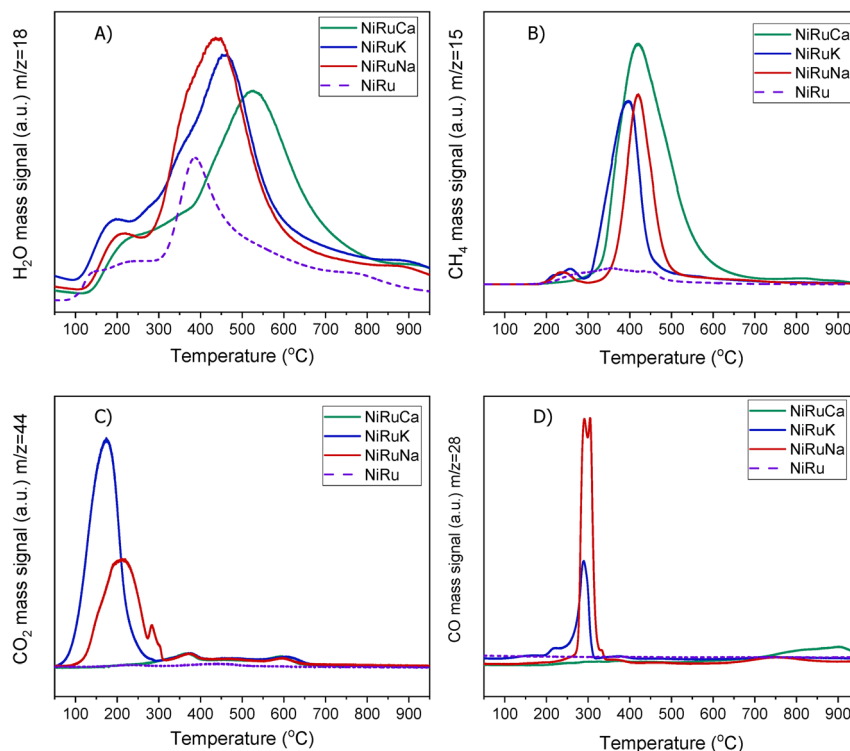 A)
NiRuCa
NiRuK
NiRuNa
NiRu
H₂O mass signal (a.u.) m/z=18
100 200 300 400 500 600 700 800 900
Temperature (°C)
B)
NiRuCa
NiRuK
NiRuNa
NiRu
CH₄ mass signal (a.u.) m/z=15
100 200 300 400 500 600 700 800 900
Temperature (°C)
C)
NiRuCa
NiRuK
NiRuNa
NiRu
CO₂ mass signal (a.u.) m/z=44
100 200 300 400 500 600 700 800 900
Temperature (°C)
D)
NiRuCa
NiRuK
NiRuNa
NiRu
CO mass signal (a.u.) m/z=28
100 200 300 400 500 600 700 800 900
Temperature (°C)